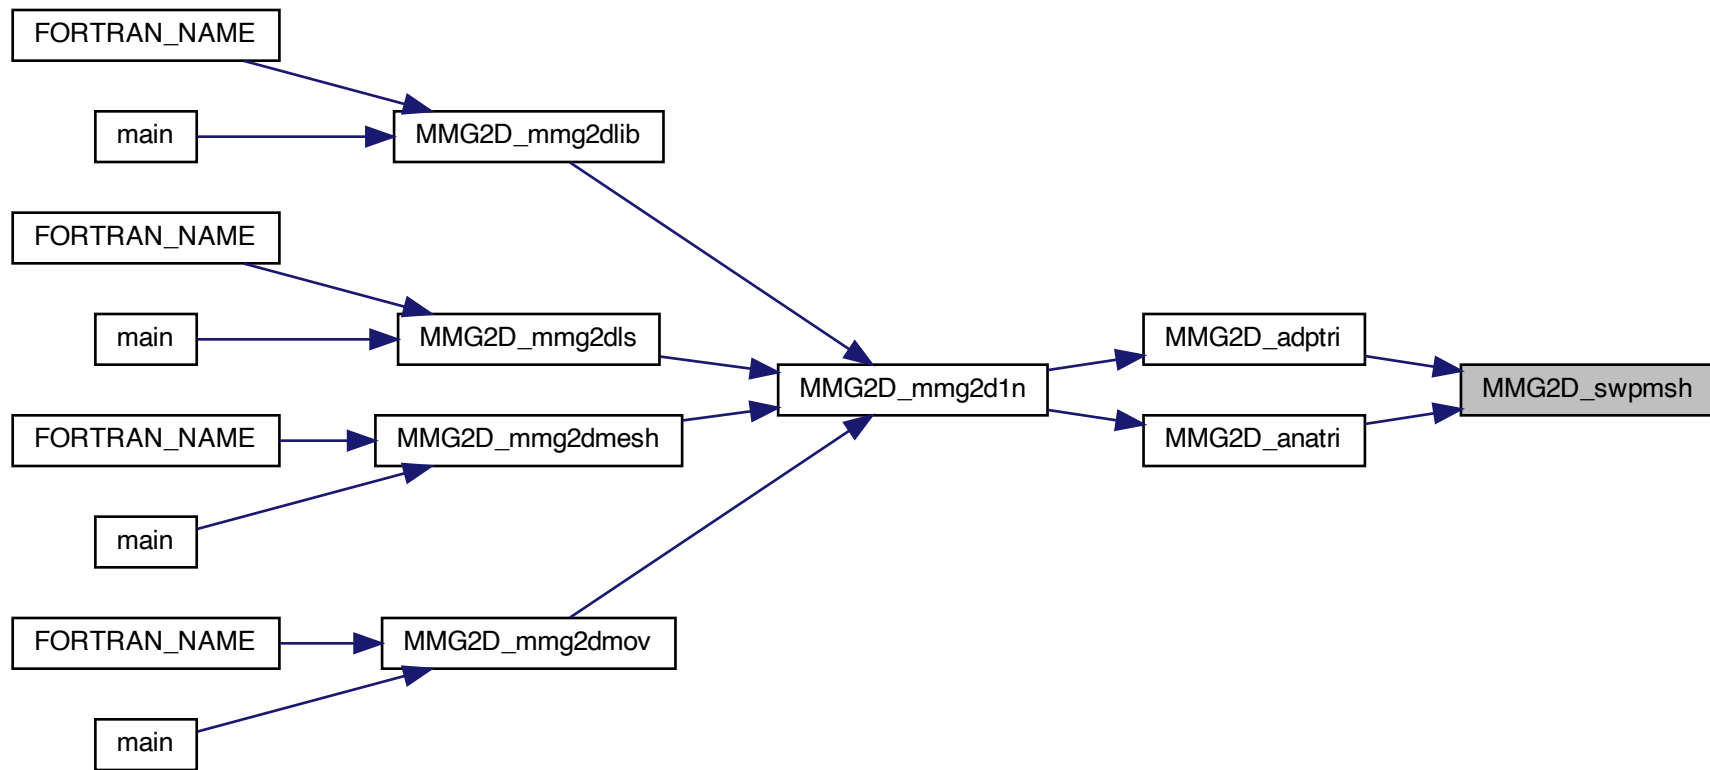 FORTRAN_NAME
main
MMG2D_mmg2dlib
FORTRAN_NAME
main
MMG2D_mmg2dls
MMG2D_adptri
MMG2D_mmg2d1n
MMG2D_swpmsh
FORTRAN_NAME
MMG2D_mmg2dmesh
MMG2D_anatri
main
FORTRAN_NAME
MMG2D_mmg2dmov
main